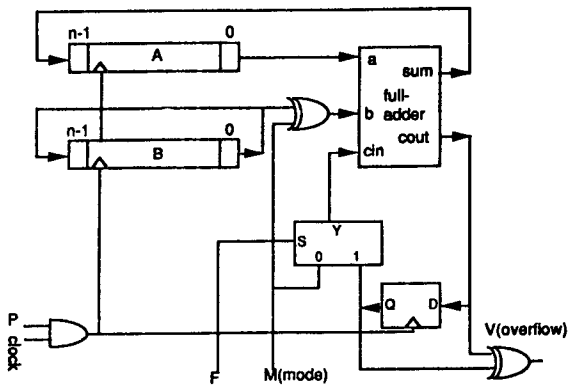 n-1 0
A
a
sum
full-
adder
b
cout
cin
n-1 0
B
Y
S
0 1
Q D
P
clock
V(overflow)
F
M(mode)